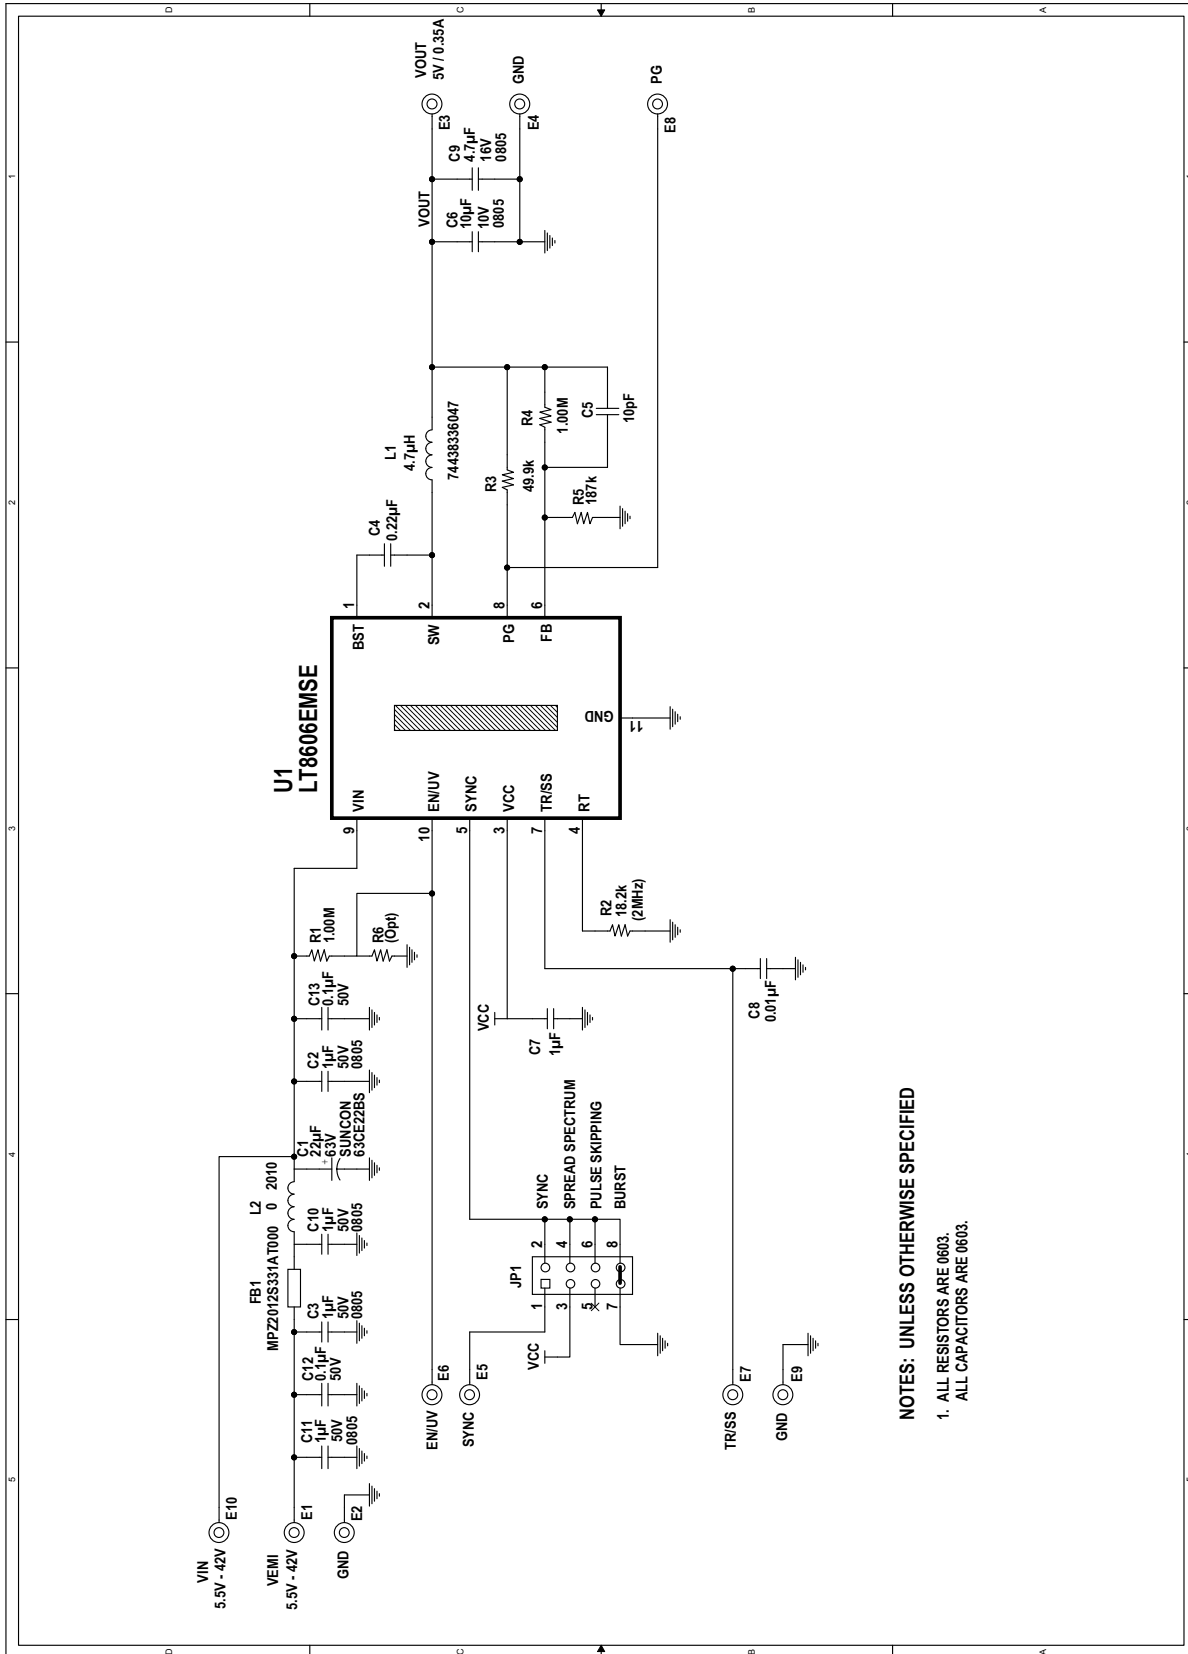 VIN
5.5V - 42V
E10
VEMI
5.5V - 42V
E1
GND
E2
C11
1µF
50V
0805
C12
0.1µF
50V
C3
1µF
50V
0805
FB1
MPZ2012S331AT000
C10
1µF
50V
0805
L2
0 2010
C1
22µF
63V
SUNCON
63CE22BS
+
C2
1µF
50V
0805
C13
0.1µF
50V
R1
1.00M
R6
(Opt)
EN/UV
E6
SYNC
E5
VCC
JP1
1
2
SYNC
3
4
SPREAD SPECTRUM
5
6
PULSE SKIPPING
7
8
BURST
VCC
C7
1µF
R2
18.2k
(2MHz)
TR/SS
E7
C8
0.01µF
GND
E9
U1
LT8606EMSE
9
VIN
10
EN/UV
5
SYNC
3
VCC
7
TR/SS
4
RT
GND
11
BST
1
SW
2
PG
8
FB
6
C4
0.22µF
L1
4.7µH
74438336047
R3
49.9k
R4
1.00M
R5
187k
C5
10pF
VOUT
C6
10µF
10V
0805
C9
4.7µF
16V
0805
VOUT
5V / 0.35A
E3
GND
E4
PG
E8
NOTES: UNLESS OTHERWISE SPECIFIED
1. ALL RESISTORS ARE 0603.
ALL CAPACITORS ARE 0603.
5
4
3
2
1
D
C
B
A
D
C
B
A